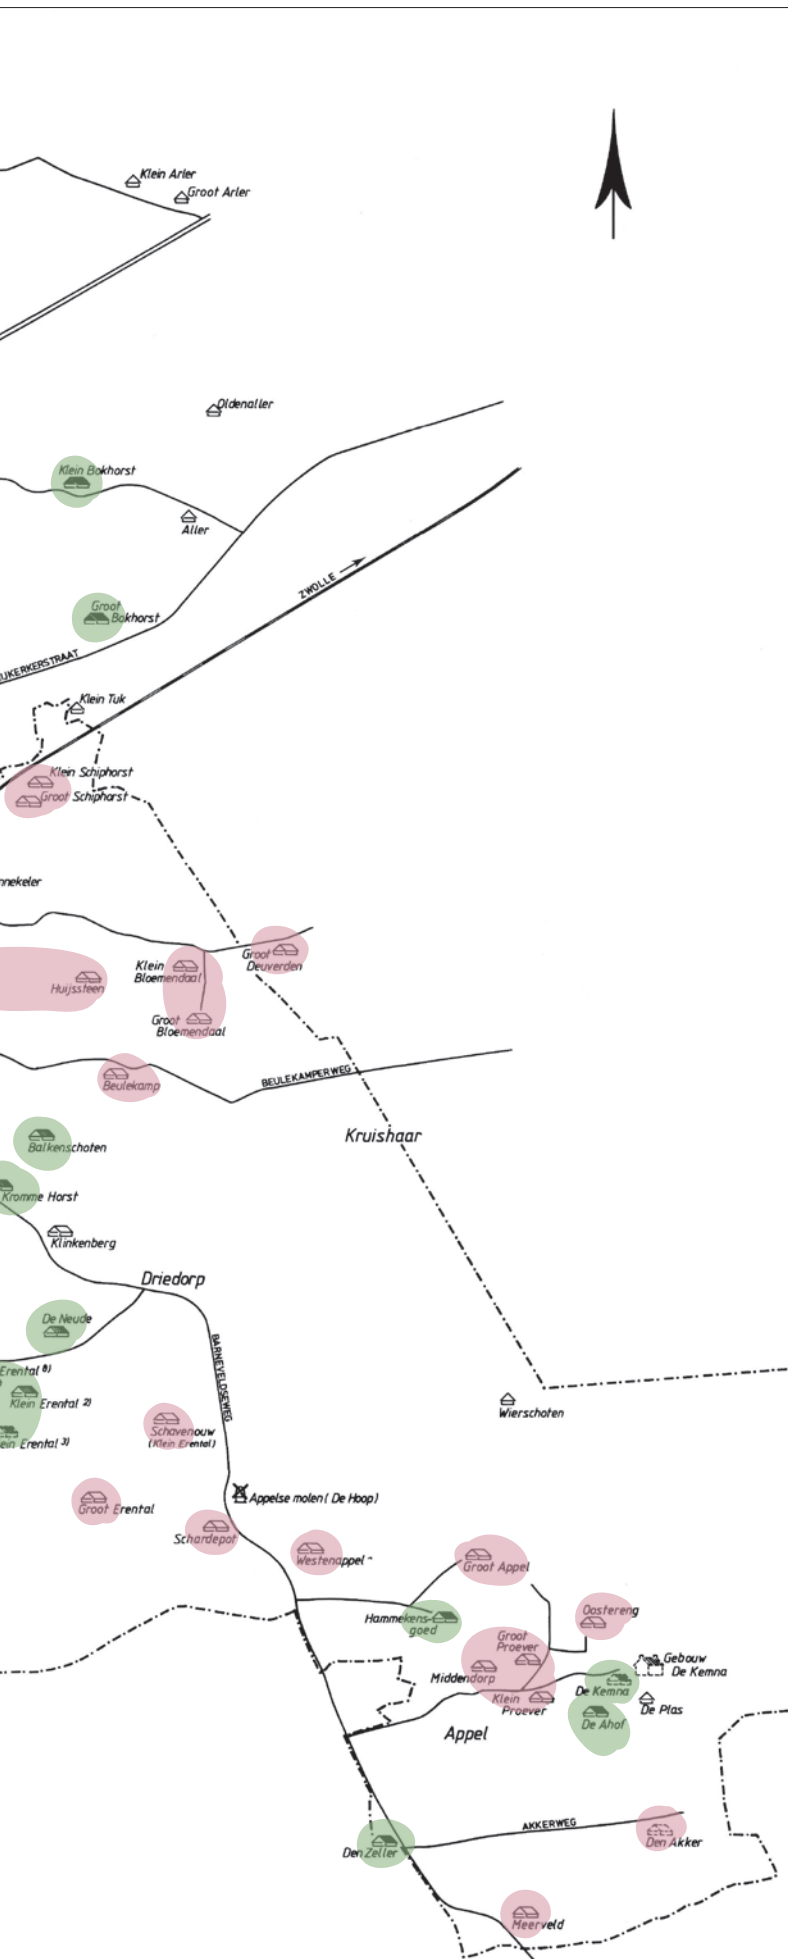 Klein Arler
Groot Arler
Oldenaller
Klein Bokhorst
Aller
ZWOLLE
Groot
Bokhorst
UKERKERSTRAAT
Klein Tuk
Klein Schiphorst
Groot Schiphorst
nnekeler
Groot
Deuverden
Klein
Bloemendaal
Huijssteen
Groot
Bloemendaal
Beulekamp
BEULEKAMPERWEG
Kruishaar
Balkenschoten
Kromme Horst
Klinkenberg
Driedorp
De Neude
BARNEVELDSEWEG
Erental 8)
Klein Erental 2)
ein Erental 3)
Wierschoten
Schavenouw
(Klein Erental)
Appelse molen (De Hoop)
Groot Erental
Schardepot
Westenappel
Groot Appel
Hammekens-
goed
Oostereng
Groot
Proever
Gebouw
De Kemna
Middendorp
De Kemna
Klein
Proever
De Plas
De Ahof
Appel
AKKERWEG
Den Zeller
Den Akker
Meerveld